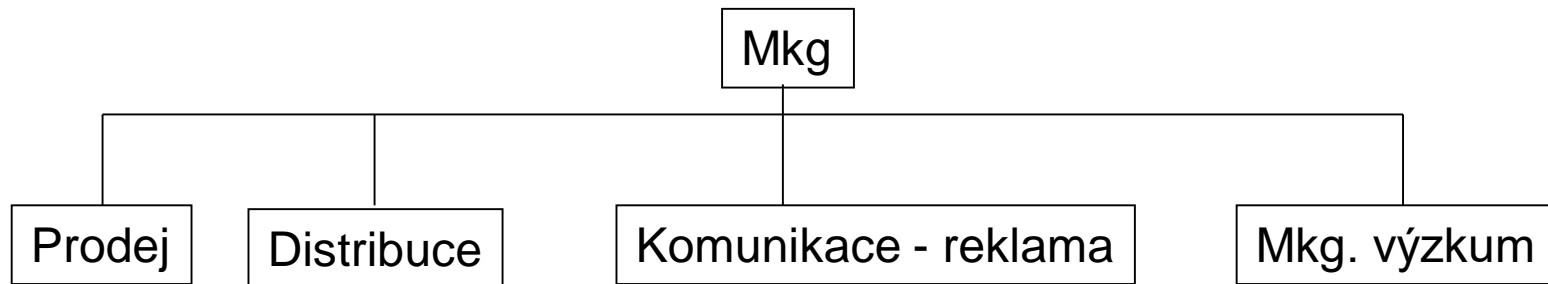 Mkg
Prodej
Distribuce
Komunikace - reklama
Mkg. výzkum